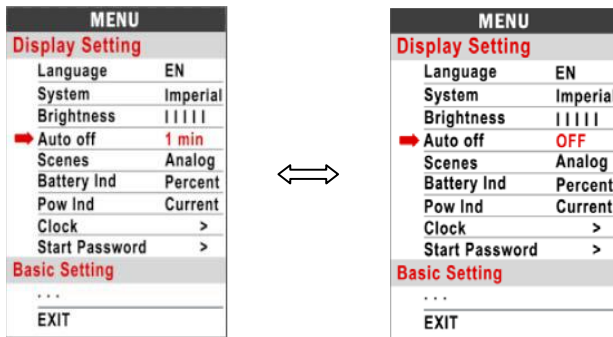 MENU
Display Setting
Language EN
System Imperial
Brightness | | | | |
Auto off 1 min
Scenes Analog
Battery Ind Percent
Pow Ind Current
Clock >
Start Password >
Basic Setting
...
EXIT
MENU
Display Setting
Language EN
System Imperial
Brightness | | | | |
Auto off OFF
Scenes Analog
Battery Ind Percent
Pow Ind Current
Clock >
Start Password >
Basic Setting
...
EXIT